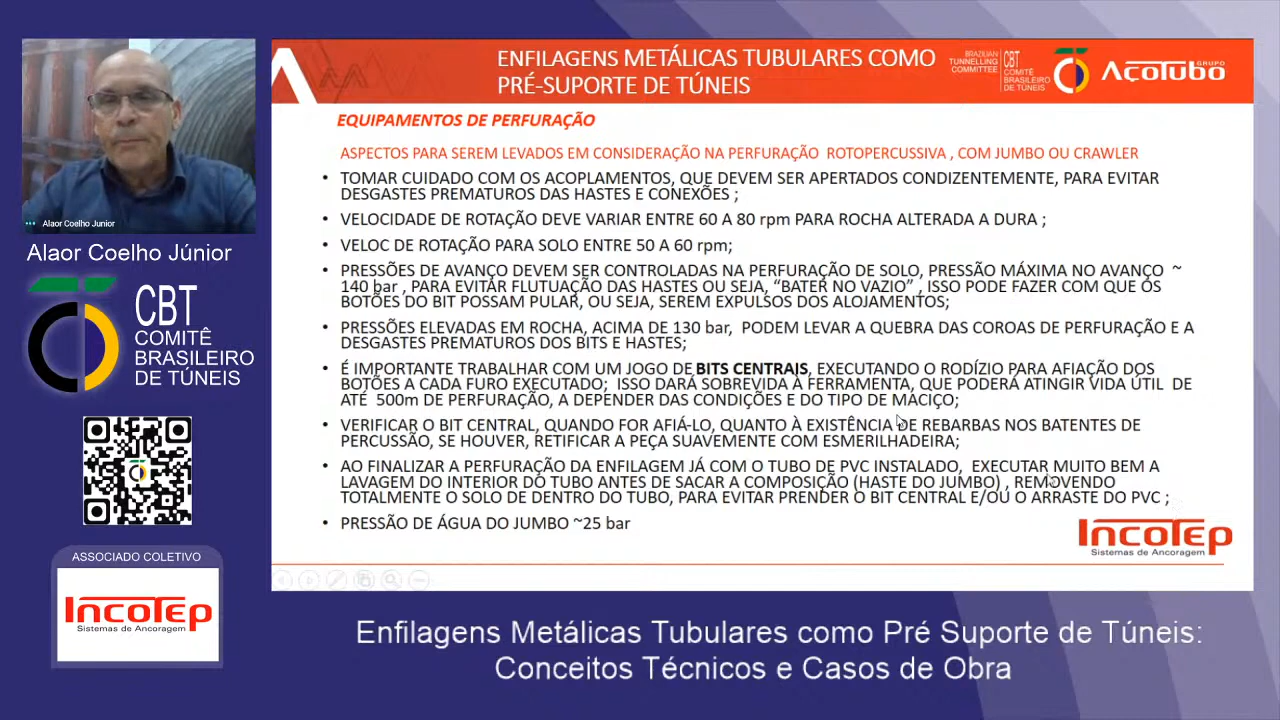 ENFILAGENS METÁLICAS TUBULARES COMO
PRÉ-SUPORTE DE TÚNEIS
BRAZILIAN
TUNNELLING
COMMITTEE
CBT
COMITÊ
BRASILEIRO
DE TÚNEIS
GRUPO
AÇOTUBO
EQUIPAMENTOS DE PERFURAÇÃO
ASPECTOS PARA SEREM LEVADOS EM CONSIDERAÇÃO NA PERFURAÇÃO ROTOPERCUSSIVA , COM JUMBO OU CRAWLER
• TOMAR CUIDADO COM OS ACOPLAMENTOS, QUE DEVEM SER APERTADOS CONDIZENTEMENTE, PARA EVITAR
DESGASTES PREMATUROS DAS HASTES E CONEXÕES ;
• VELOCIDADE DE ROTAÇÃO DEVE VARIAR ENTRE 60 A 80 rpm PARA ROCHA ALTERADA A DURA ;
• VELOC DE ROTAÇÃO PARA SOLO ENTRE 50 A 60 rpm;
• PRESSÕES DE AVANÇO DEVEM SER CONTROLADAS NA PERFURAÇÃO DE SOLO, PRESSÃO MÁXIMA NO AVANÇO ~
140 bar , PARA EVITAR FLUTUAÇÃO DAS HASTES OU SEJA, “BATER NO VAZIO” , ISSO PODE FAZER COM QUE OS
BOTÕES DO BIT POSSAM PULAR, OU SEJA, SEREM EXPULSOS DOS ALOJAMENTOS;
• PRESSÕES ELEVADAS EM ROCHA, ACIMA DE 130 bar, PODEM LEVAR A QUEBRA DAS COROAS DE PERFURAÇÃO E A
DESGASTES PREMATUROS DOS BITS E HASTES;
• É IMPORTANTE TRABALHAR COM UM JOGO DE BITS CENTRAIS, EXECUTANDO O RODÍZIO PARA AFIAÇÃO DOS
BOTÕES A CADA FURO EXECUTADO; ISSO DARÁ SOBREVIDA À FERRAMENTA, QUE PODERÁ ATINGIR VIDA ÚTIL DE
ATÉ 500m DE PERFURAÇÃO, A DEPENDER DAS CONDIÇÕES E DO TIPO DE MACIÇO;
• VERIFICAR O BIT CENTRAL, QUANDO FOR AFIÁ-LO, QUANTO À EXISTÊNCIA DE REBARBAS NOS BATENTES DE
PERCUSSÃO, SE HOUVER, RETIFICAR A PEÇA SUAVEMENTE COM ESMERILHADEIRA;
• AO FINALIZAR A PERFURAÇÃO DA ENFILAGEM JÁ COM O TUBO DE PVC INSTALADO, EXECUTAR MUITO BEM A
LAVAGEM DO INTERIOR DO TUBO ANTES DE SACAR A COMPOSIÇÃO (HASTE DO JUMBO) , REMOVENDO
TOTALMENTE O SOLO DE DENTRO DO TUBO, PARA EVITAR PRENDER O BIT CENTRAL E/OU O ARRASTE DO PVC ;
• PRESSÃO DE ÁGUA DO JUMBO ~25 bar
INCOTEP
Sistemas de Ancoragem
Alaor Coelho Junior
Alaor Coelho Júnior
CBT
COMITÊ
BRASILEIRO
DE TÚNEIS
ASSOCIADO COLETIVO
INCOTEP
Sistemas de Ancoragem
Enfilagens Metálicas Tubulares como Pré Suporte de Túneis:
Conceitos Técnicos e Casos de Obra